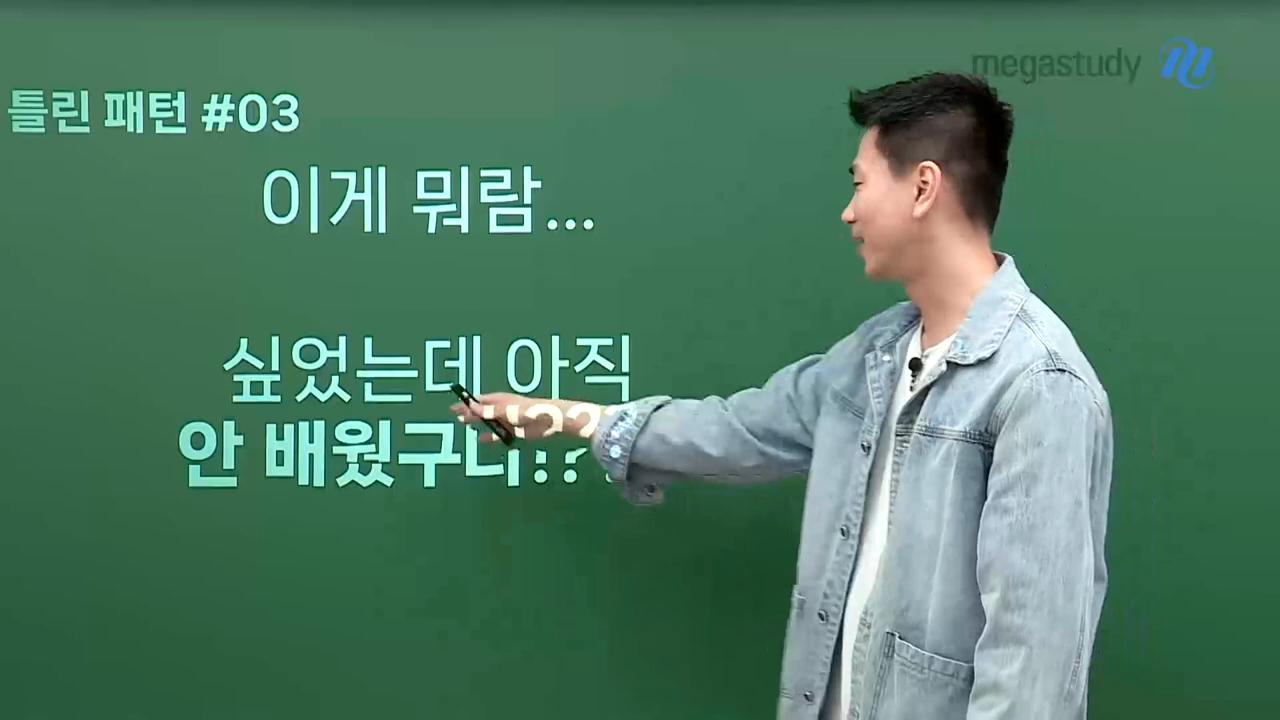 megastudy
틀린 패턴 #03
이게 뭐람...
싶었는데 아직
안 배웠구나!??